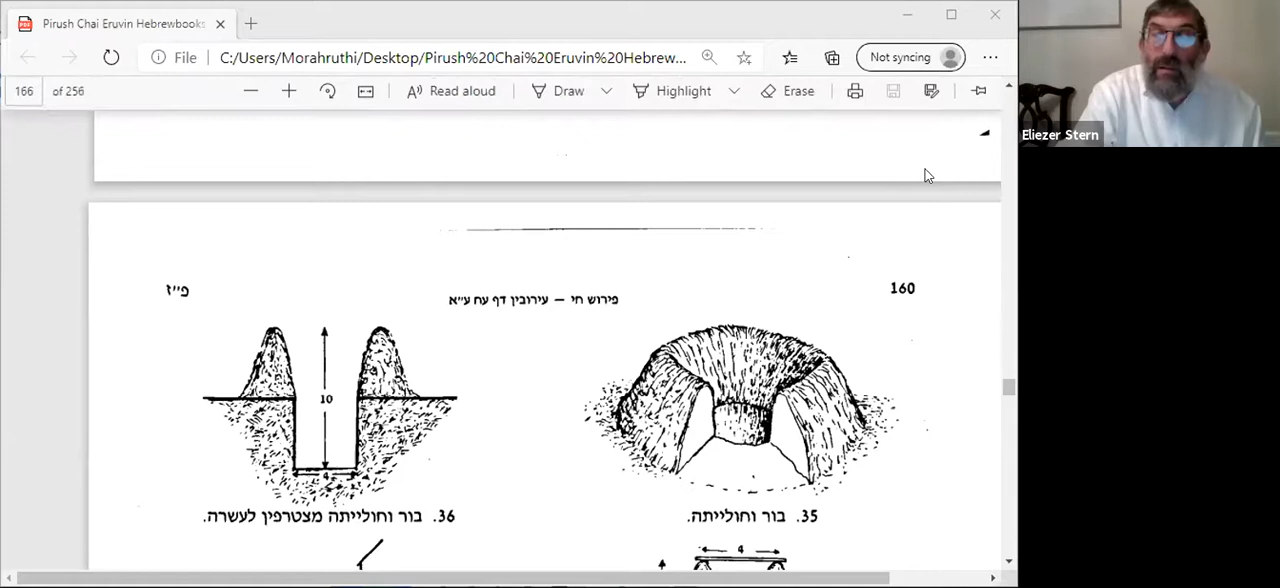 Pirush Chai Eruvin Hebrewbooks
File
C:/Users/Morahruthi/Desktop/Pirush%20Chai%20Eruvin%20Hebrew...
Not syncing
166
of 256
Read aloud
Draw
Highlight
Erase
Eliezer Stern
160
פירוש חי — עירובין דף עח ע״א
פ״ז
10
4
35. בור וחולייתה.
36. בור וחולייתה מצטרפין לעשרה.
4